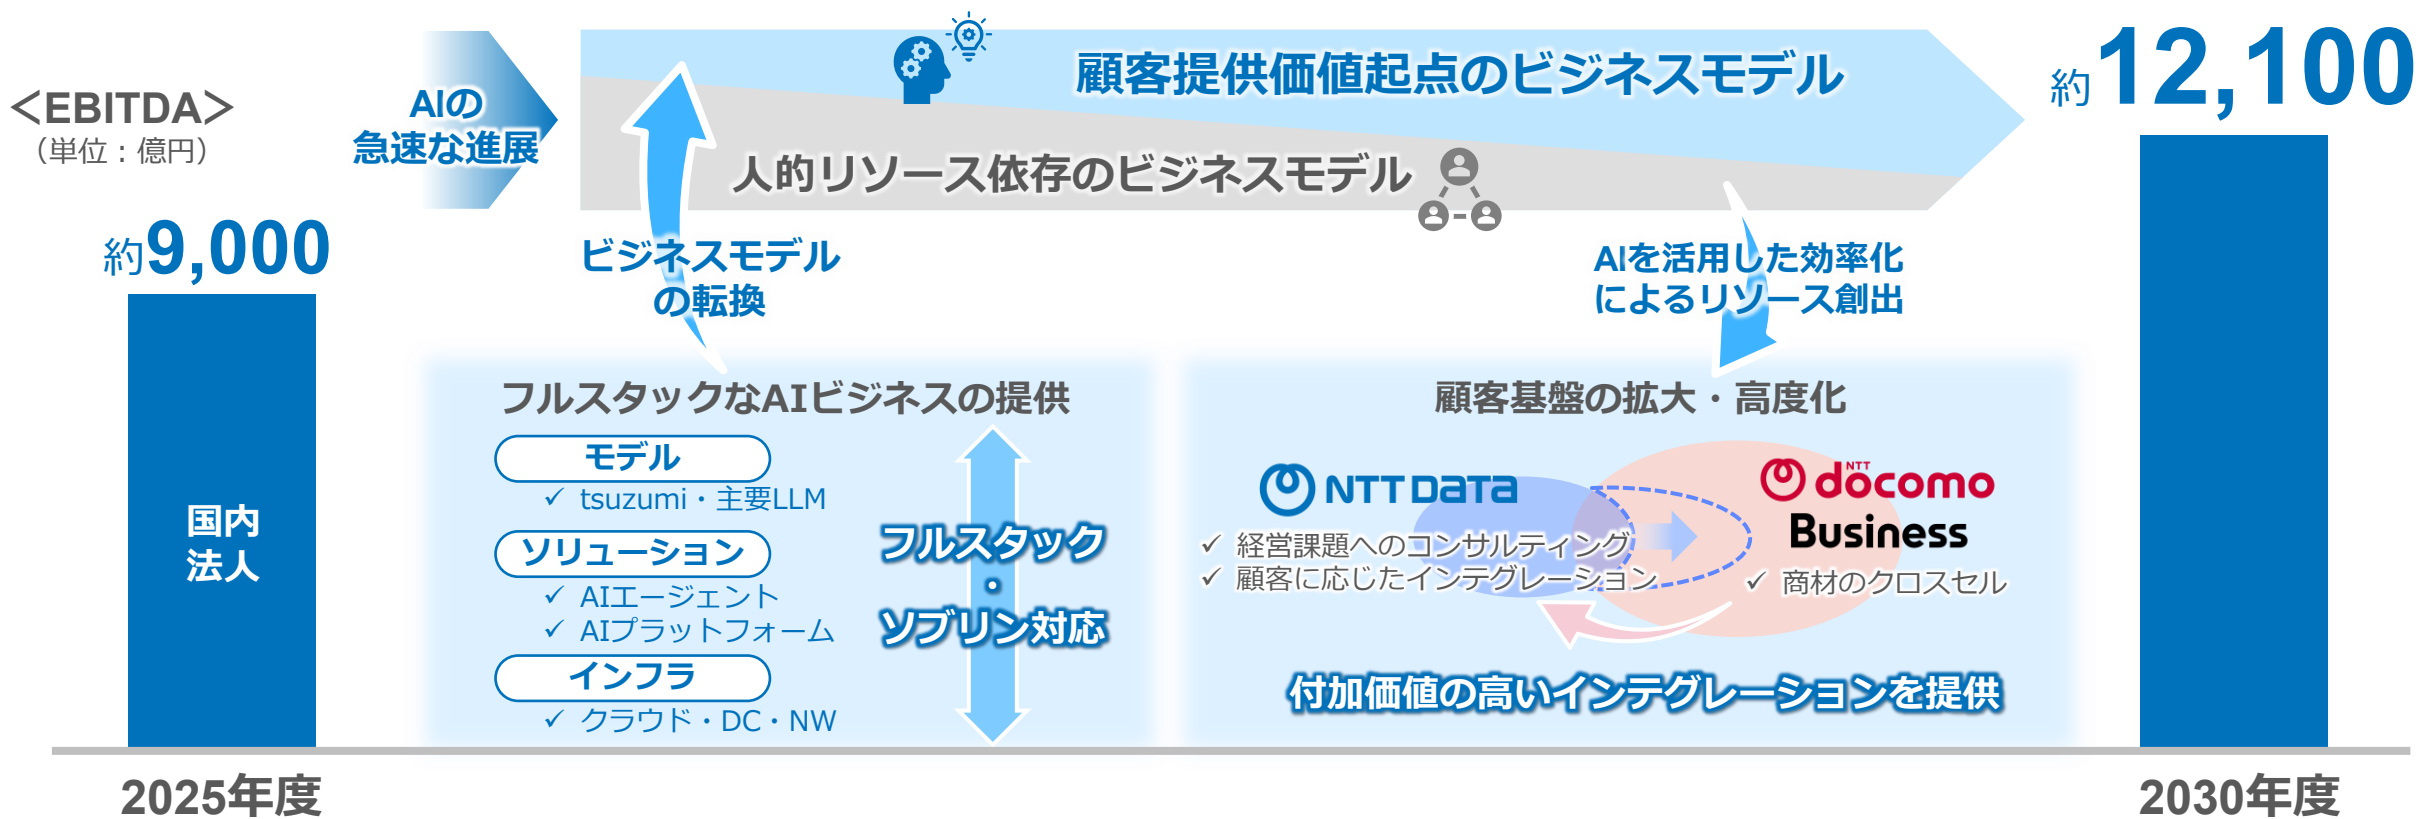 ＜EBITDA＞
（単位：億円）
約9,000
国内
法人
2025年度
AIの
急速な進展
顧客提供価値起点のビジネスモデル
人的リソース依存のビジネスモデル
ビジネスモデル
の転換
AIを活用した効率化
によるリソース創出
フルスタックなAIビジネスの提供
モデル
✓ tsuzumi・主要LLM
ソリューション
✓ AIエージェント
✓ AIプラットフォーム
インフラ
✓ クラウド・DC・NW
フルスタック
・
ソブリン対応
顧客基盤の拡大・高度化
NTT DATA
✓ 経営課題へのコンサルティング
✓ 顧客に応じたインテグレーション
NTT
docomo
Business
✓ 商材のクロスセル
付加価値の高いインテグレーションを提供
約12,100
2030年度